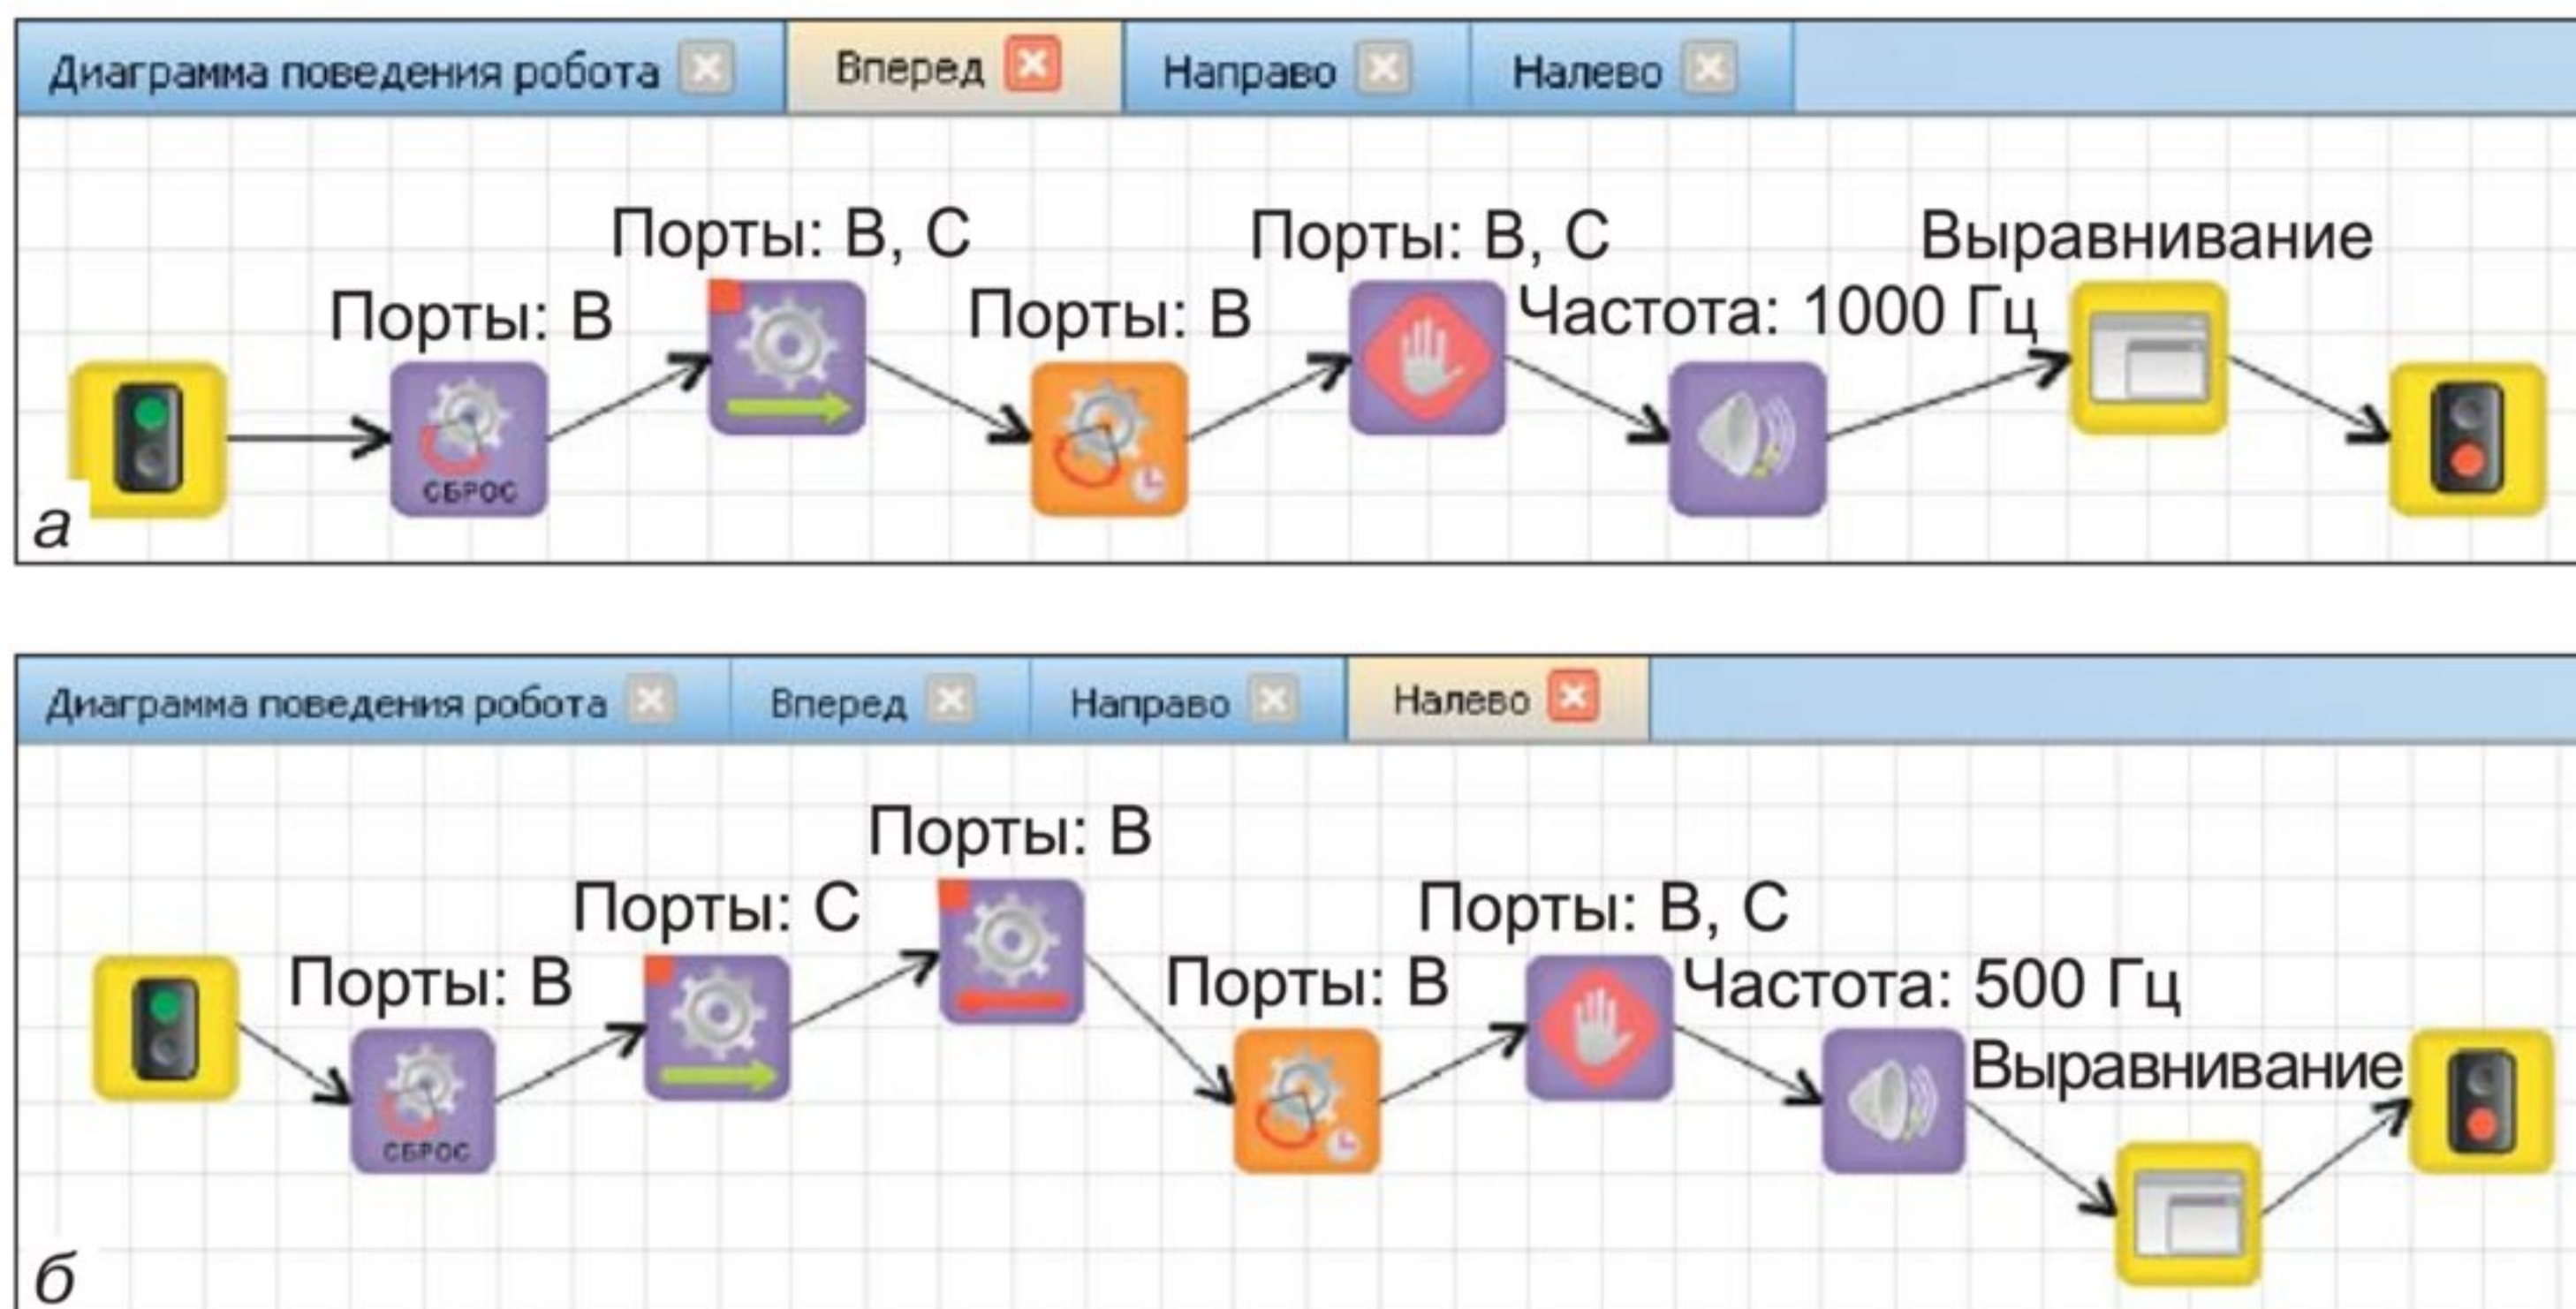 Диаграмма поведения робота Вперед Направо Налево
Порты: B, C Порты: B, C Выравнивание
Порты: B Порты: B Частота: 1000 Гц
СБРОС
а
Диаграмма поведения робота Вперед Направо Налево
Порты: B
Порты: C Порты: B, C
Порты: B Порты: B Частота: 500 Гц
Выравнивание
СБРОС
б